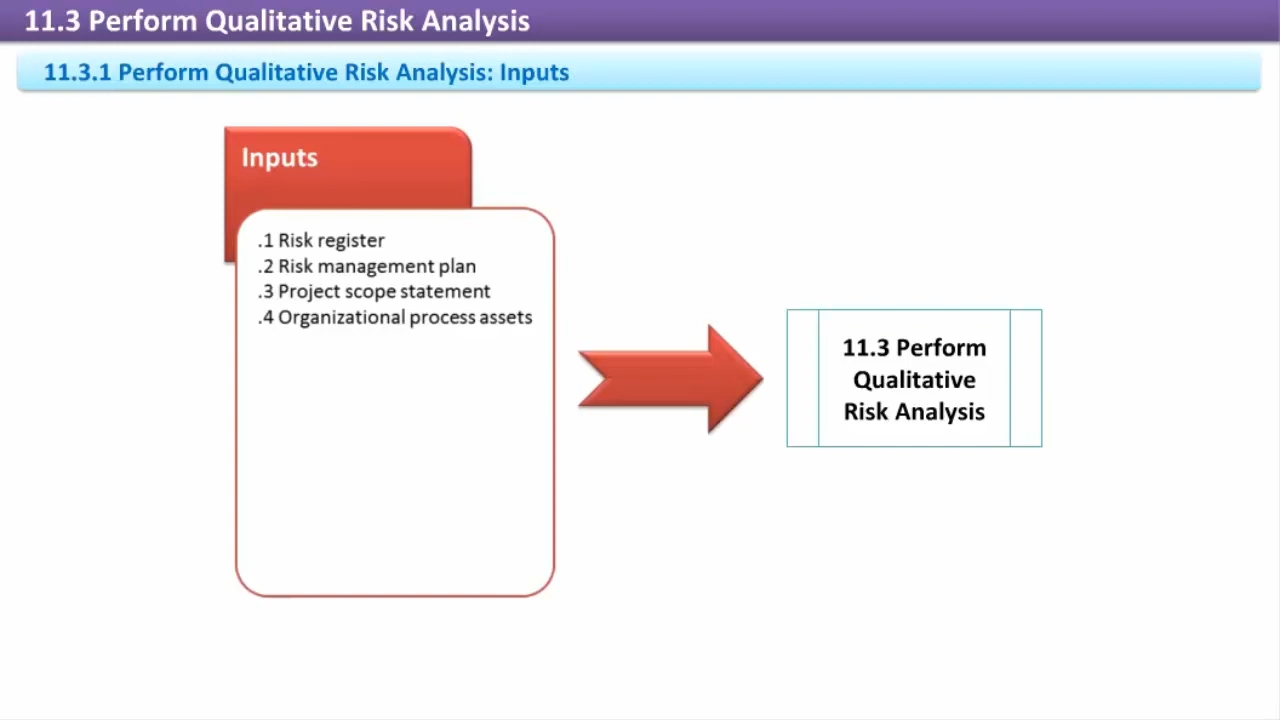 11.3 Perform Qualitative Risk Analysis
11.3.1 Perform Qualitative Risk Analysis: Inputs
Inputs
.1 Risk register
.2 Risk management plan
.3 Project scope statement
.4 Organizational process assets
11.3 Perform
Qualitative
Risk Analysis